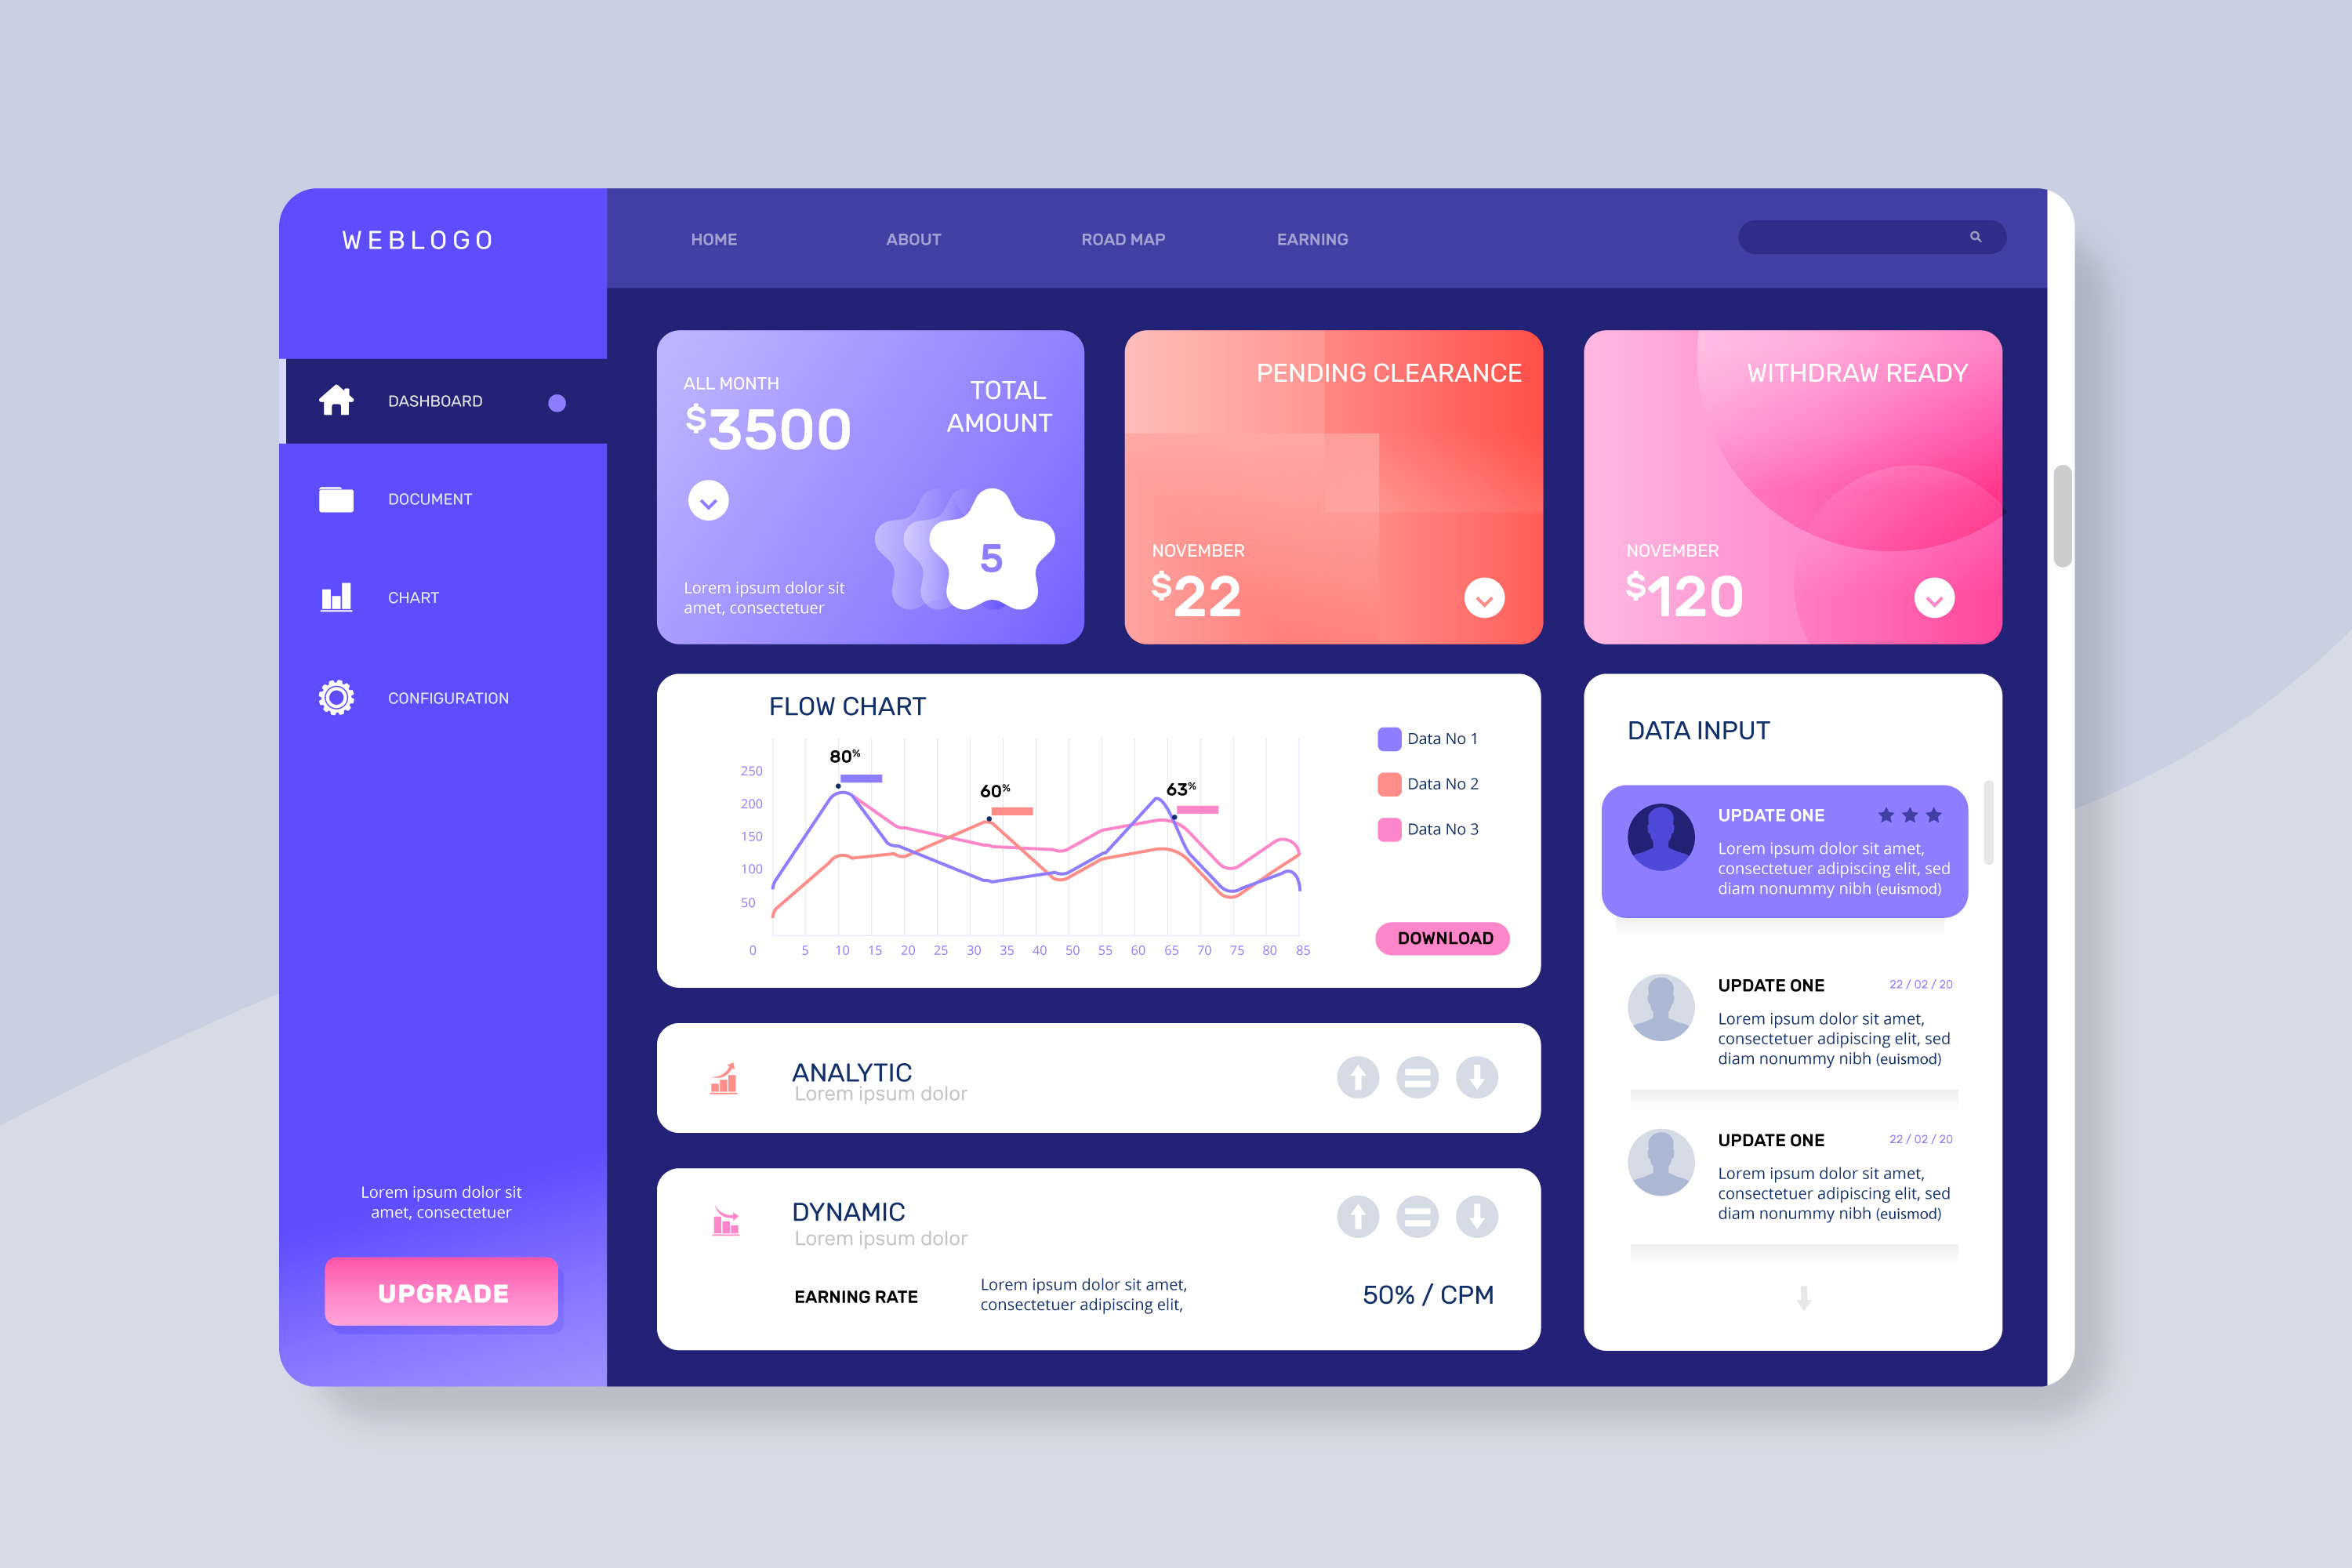 WEBLOGO
HOME
ABOUT
ROAD MAP
EARNING
DASHBOARD
DOCUMENT
CHART
CONFIGURATION
Lorem ipsum dolor sit
amet, consectetuer
UPGRADE
ALL MONTH
$3500
TOTAL
AMOUNT
5
Lorem ipsum dolor sit
amet, consectetuer
PENDING CLEARANCE
NOVEMBER
$22
WITHDRAW READY
NOVEMBER
$120
FLOW CHART
80%
60%
63%
250
200
150
100
50
0 5 10 15 20 25 30 35 40 50 55 60 65 70 75 80 85
Data No 1
Data No 2
Data No 3
DOWNLOAD
ANALYTIC
Lorem ipsum dolor
DYNAMIC
Lorem ipsum dolor
EARNING RATE
Lorem ipsum dolor sit amet,
consectetuer adipiscing elit,
50% / CPM
DATA INPUT
UPDATE ONE
Lorem ipsum dolor sit amet,
consectetuer adipiscing elit, sed
diam nonummy nibh (euismod)
UPDATE ONE 22 / 02 / 20
Lorem ipsum dolor sit amet,
consectetuer adipiscing elit, sed
diam nonummy nibh (euismod)
UPDATE ONE 22 / 02 / 20
Lorem ipsum dolor sit amet,
consectetuer adipiscing elit, sed
diam nonummy nibh (euismod)